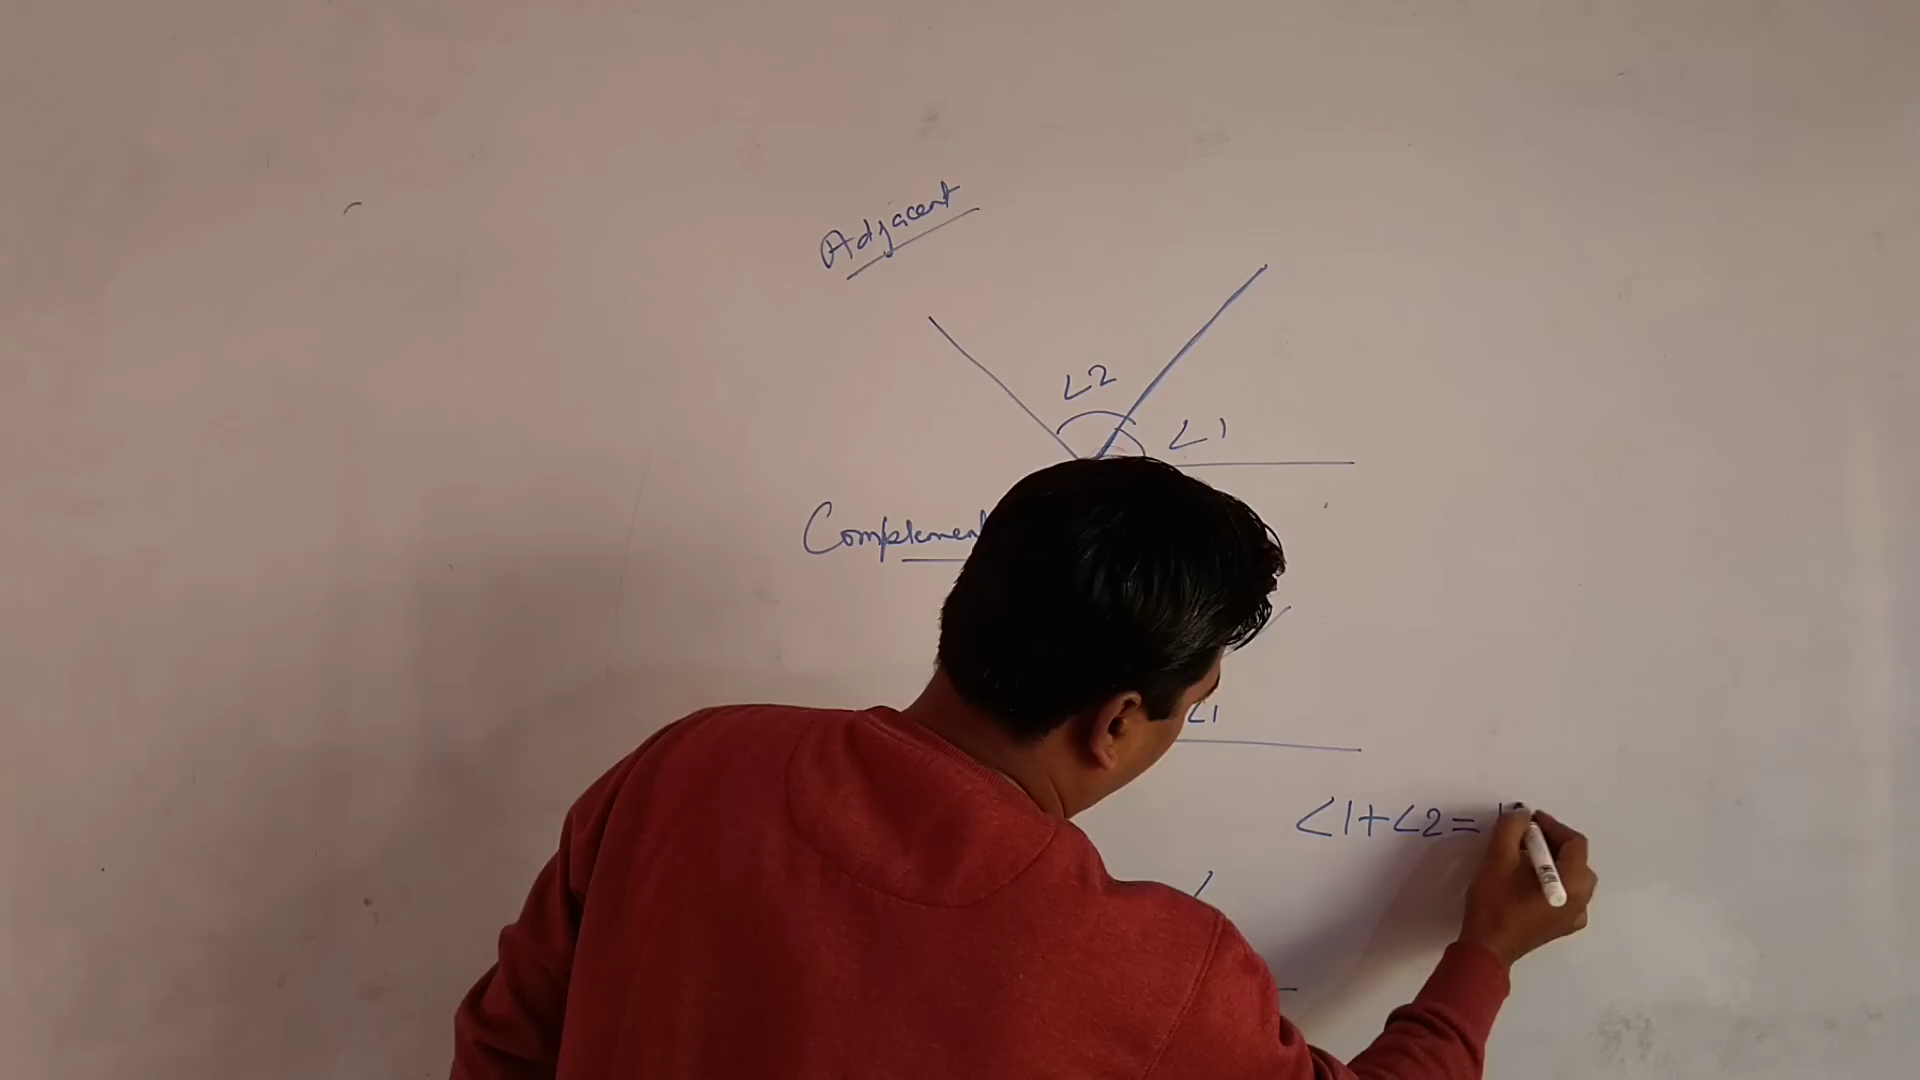 Adjacent
∠2
∠1
Complement
∠1
∠1+∠2=